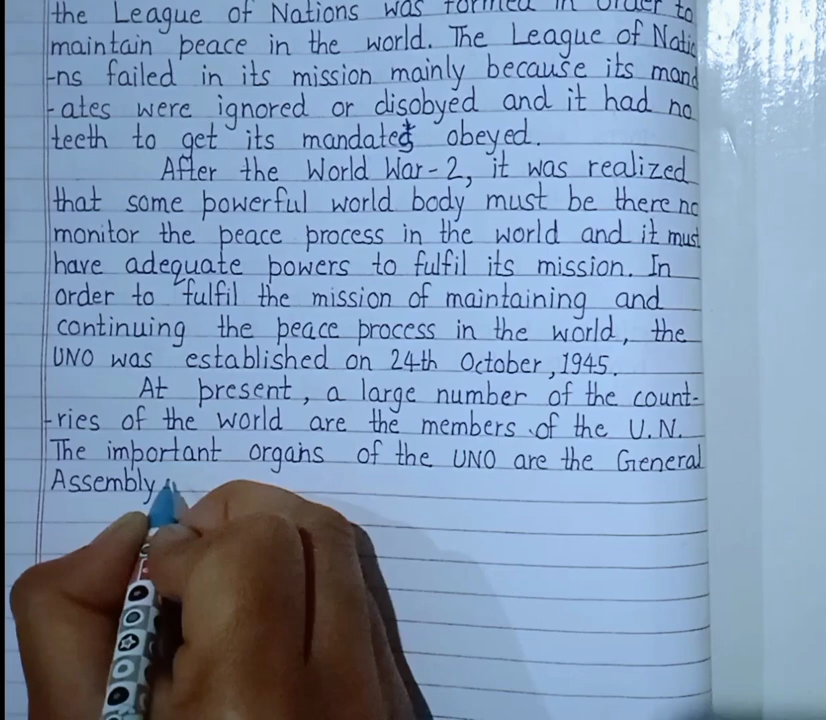 the League of Nations was formed in order to
maintain peace in the world. The League of Natio
-ns failed in its mission mainly because its mand
-ates were ignored or disobyed and it had no
teeth to get its mandates obeyed.
After the World War-2, it was realized
that some powerful world body must be there no
monitor the peace process in the world and it must
have adequate powers to fulfil its mission. In
order to fulfil the mission of maintaining and
continuing the peace process in the world, the
UNO was established on 24th October, 1945.
At present, a large number of the count-
-ries of the world are the members of the U.N.
The important organs of the UNO are the General
Assembly